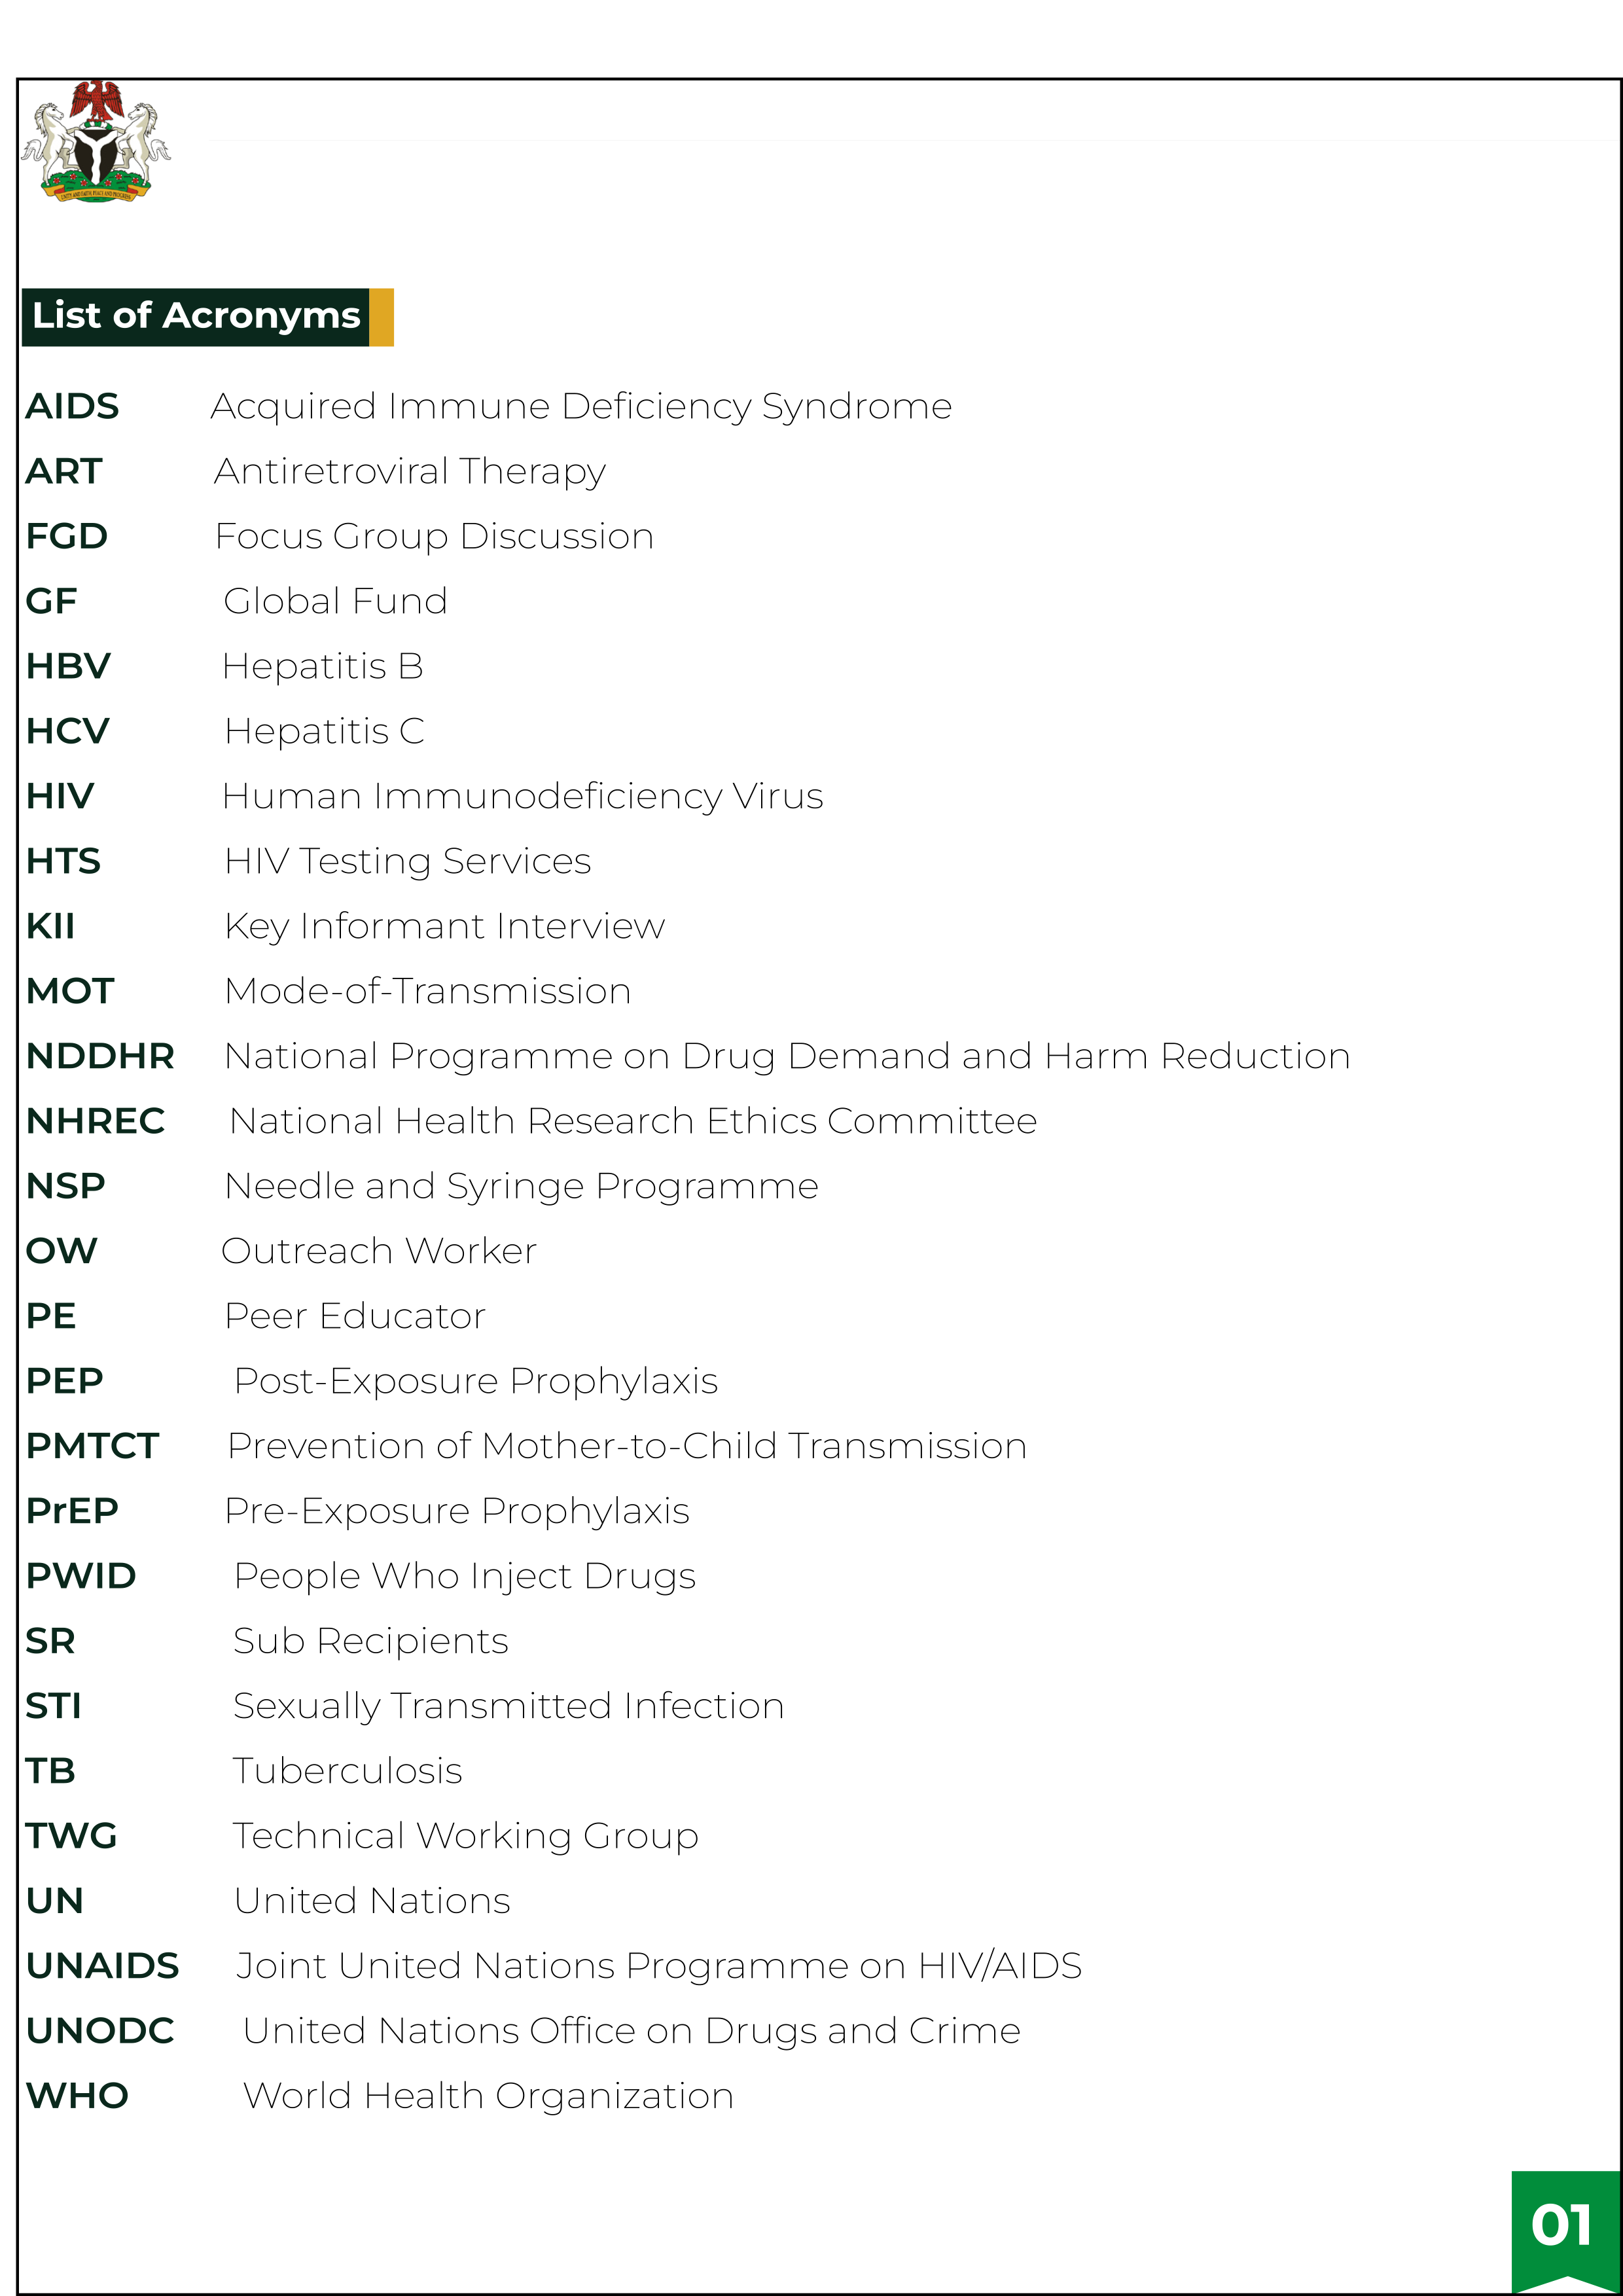 List of Acronyms
AIDS Acquired Immune Deficiency Syndrome
ART Antiretroviral Therapy
FGD Focus Group Discussion
GF Global Fund
HBV Hepatitis B
HCV Hepatitis C
HIV Human Immunodeficiency Virus
HTS HIV Testing Services
KII Key Informant Interview
MOT Mode-of-Transmission
NDDHR National Programme on Drug Demand and Harm Reduction
NHREC National Health Research Ethics Committee
NSP Needle and Syringe Programme
OW Outreach Worker
PE Peer Educator
PEP Post-Exposure Prophylaxis
PMTCT Prevention of Mother-to-Child Transmission
PrEP Pre-Exposure Prophylaxis
PWID People Who Inject Drugs
SR Sub Recipients
STI Sexually Transmitted Infection
TB Tuberculosis
TWG Technical Working Group
UN United Nations
UNAIDS Joint United Nations Programme on HIV/AIDS
UNODC United Nations Office on Drugs and Crime
WHO World Health Organization
01